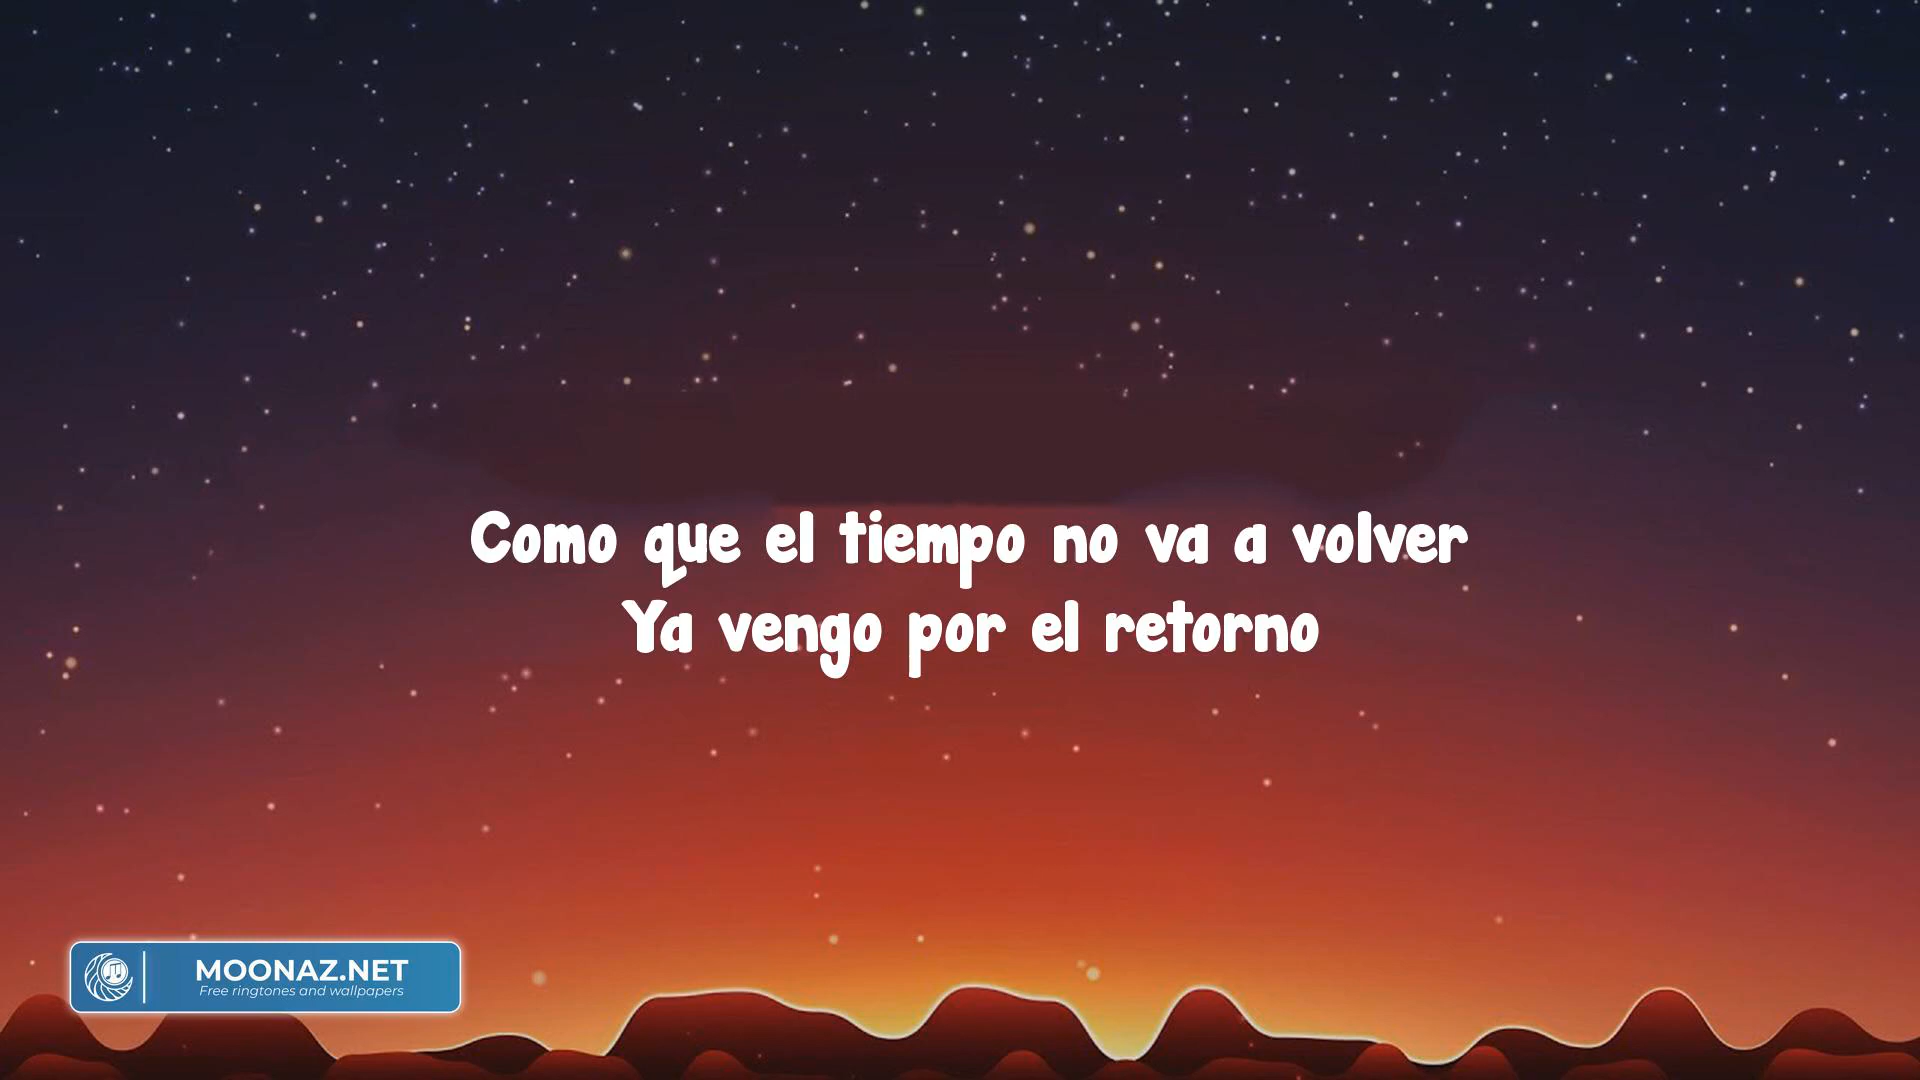 Como que el tiempo no va a volver
Ya vengo por el retorno
MOONAZ.NET
Free ringtones and wallpapers